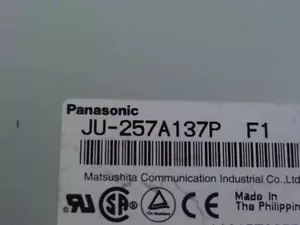 Panasonic
JU-257A137P F1
Matsushita Communication Industrial Co., Ltd
Made In
The Philippin